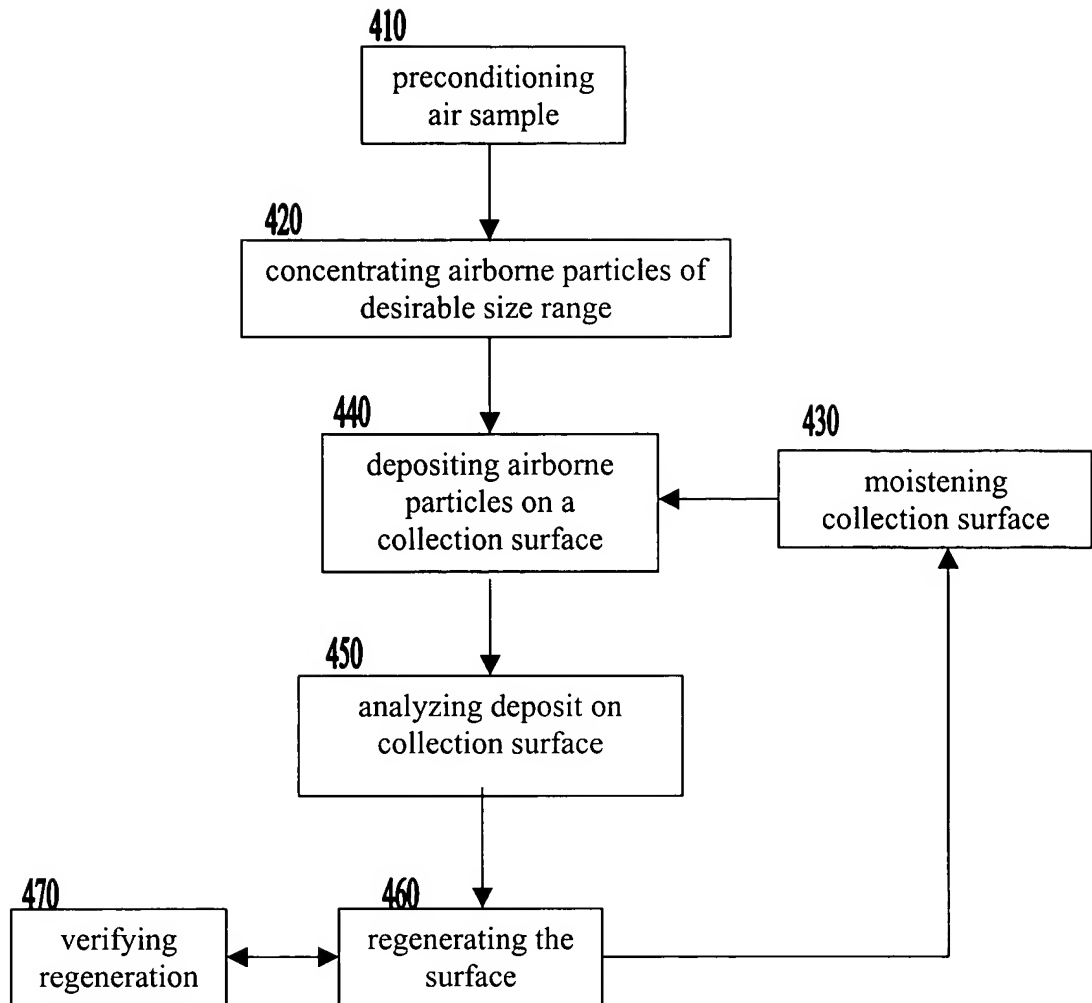 410
preconditioning
air sample
420
concentrating airborne particles of
desirable size range
440
depositing airborne
particles on a
collection surface
430
moistening
collection surface
450
analyzing deposit on
collection surface
470
verifying
regeneration
460
regenerating the
surface